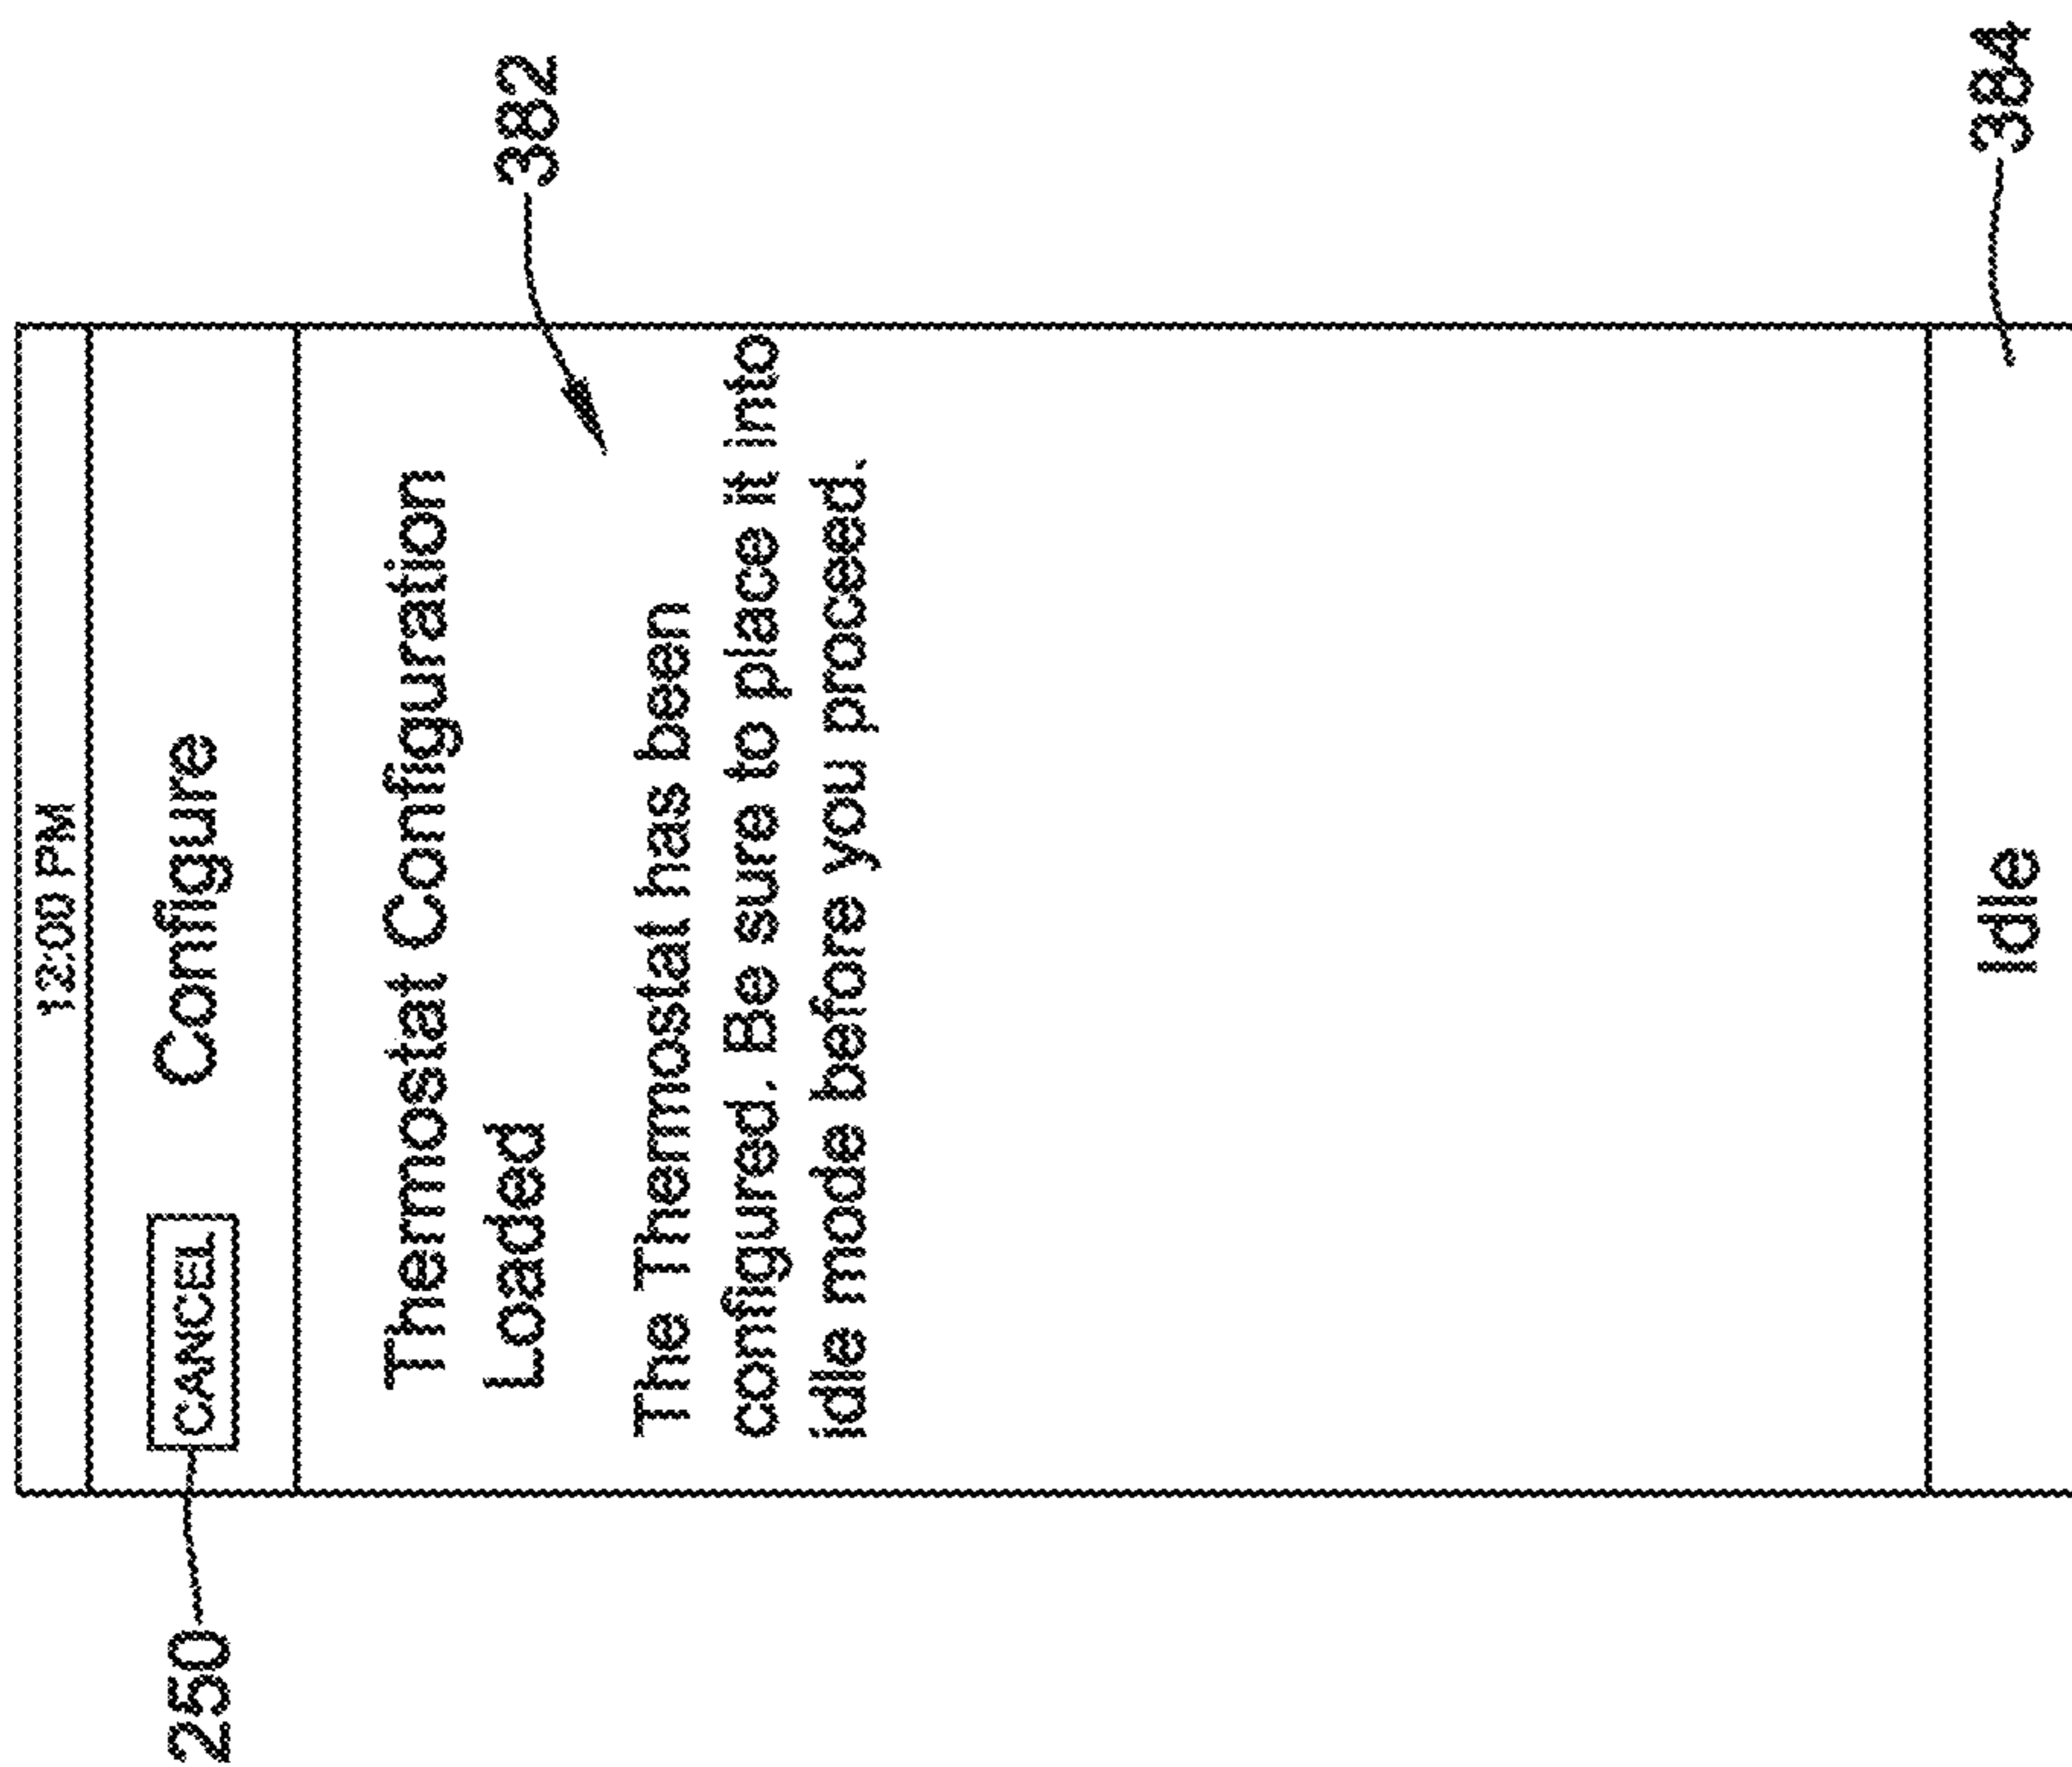 12:00 PM
CANCEL Configure
250
Thermostat Configuration
Loaded
382
The Thermostat has been
configured. Be sure to place it into
idle mode before you proceed.
Idle
384